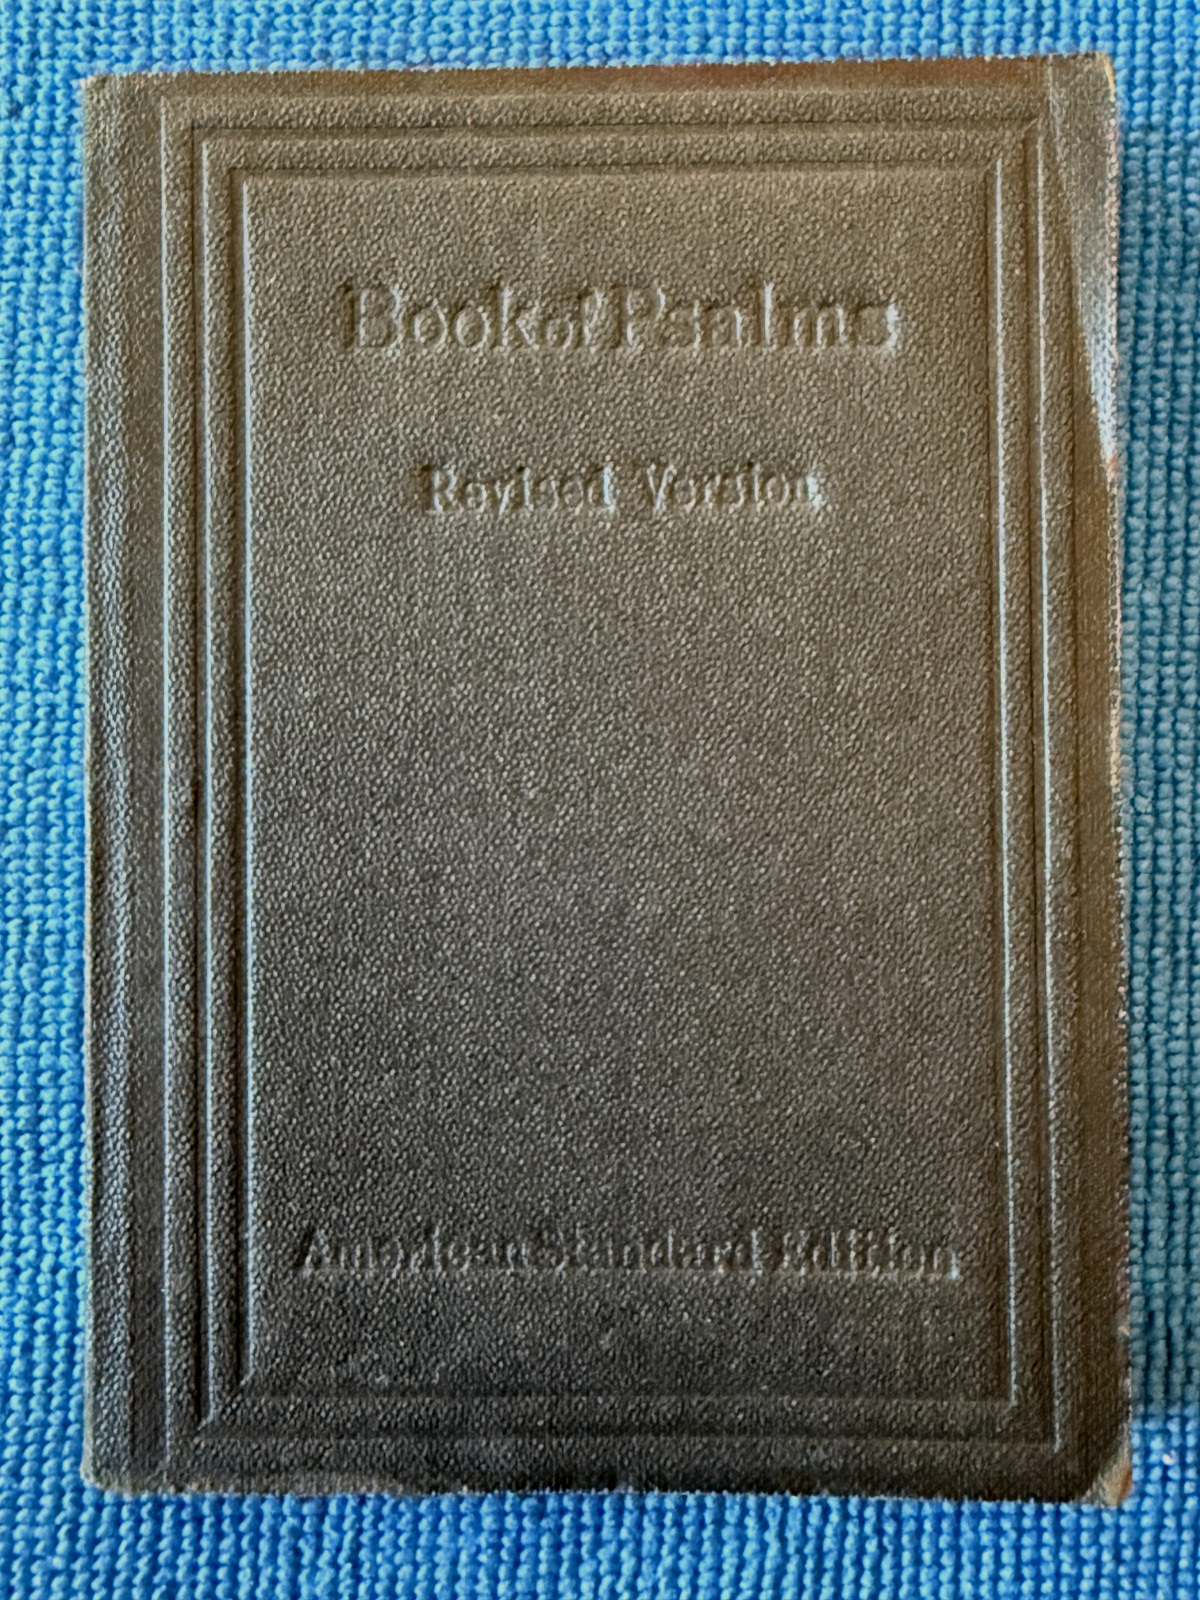 Book of Psalms
Revised Version
American Standard Edition